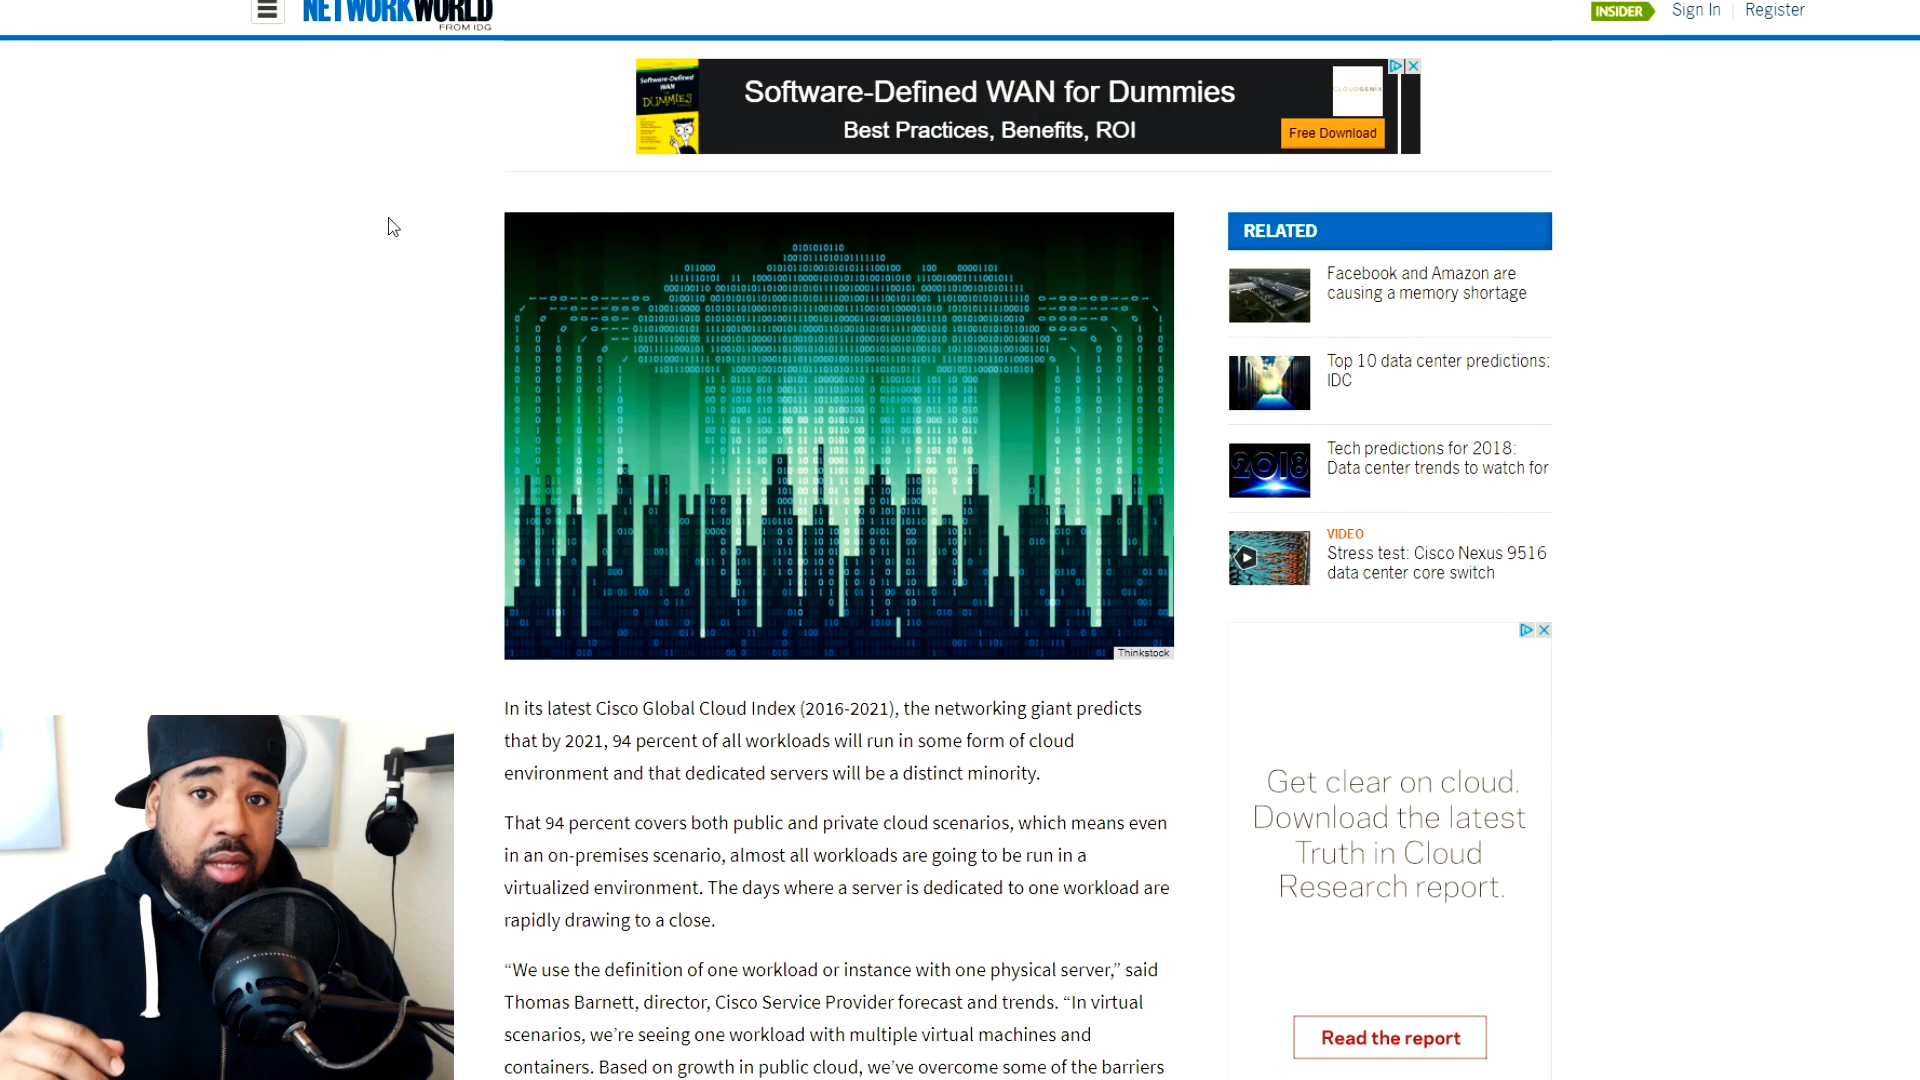 NETWORKWORLD
FROM IDG
INSIDER
Sign In
Register
Software-Defined
WAN
DUMMIES
Software-Defined WAN for Dummies
Best Practices, Benefits, ROI
CLOUDGENIX
Free Download
Thinkstock
In its latest Cisco Global Cloud Index (2016-2021), the networking giant predicts
that by 2021, 94 percent of all workloads will run in some form of cloud
environment and that dedicated servers will be a distinct minority.
That 94 percent covers both public and private cloud scenarios, which means even
in an on-premises scenario, almost all workloads are going to be run in a
virtualized environment. The days where a server is dedicated to one workload are
rapidly drawing to a close.
“We use the definition of one workload or instance with one physical server,” said
Thomas Barnett, director, Cisco Service Provider forecast and trends. “In virtual
scenarios, we’re seeing one workload with multiple virtual machines and
containers. Based on growth in public cloud, we’ve overcome some of the barriers
RELATED
Facebook and Amazon are
causing a memory shortage
Top 10 data center predictions:
IDC
2018
Tech predictions for 2018:
Data center trends to watch for
VIDEO
Stress test: Cisco Nexus 9516
data center core switch
Get clear on cloud.
Download the latest
Truth in Cloud
Research report.
Read the report